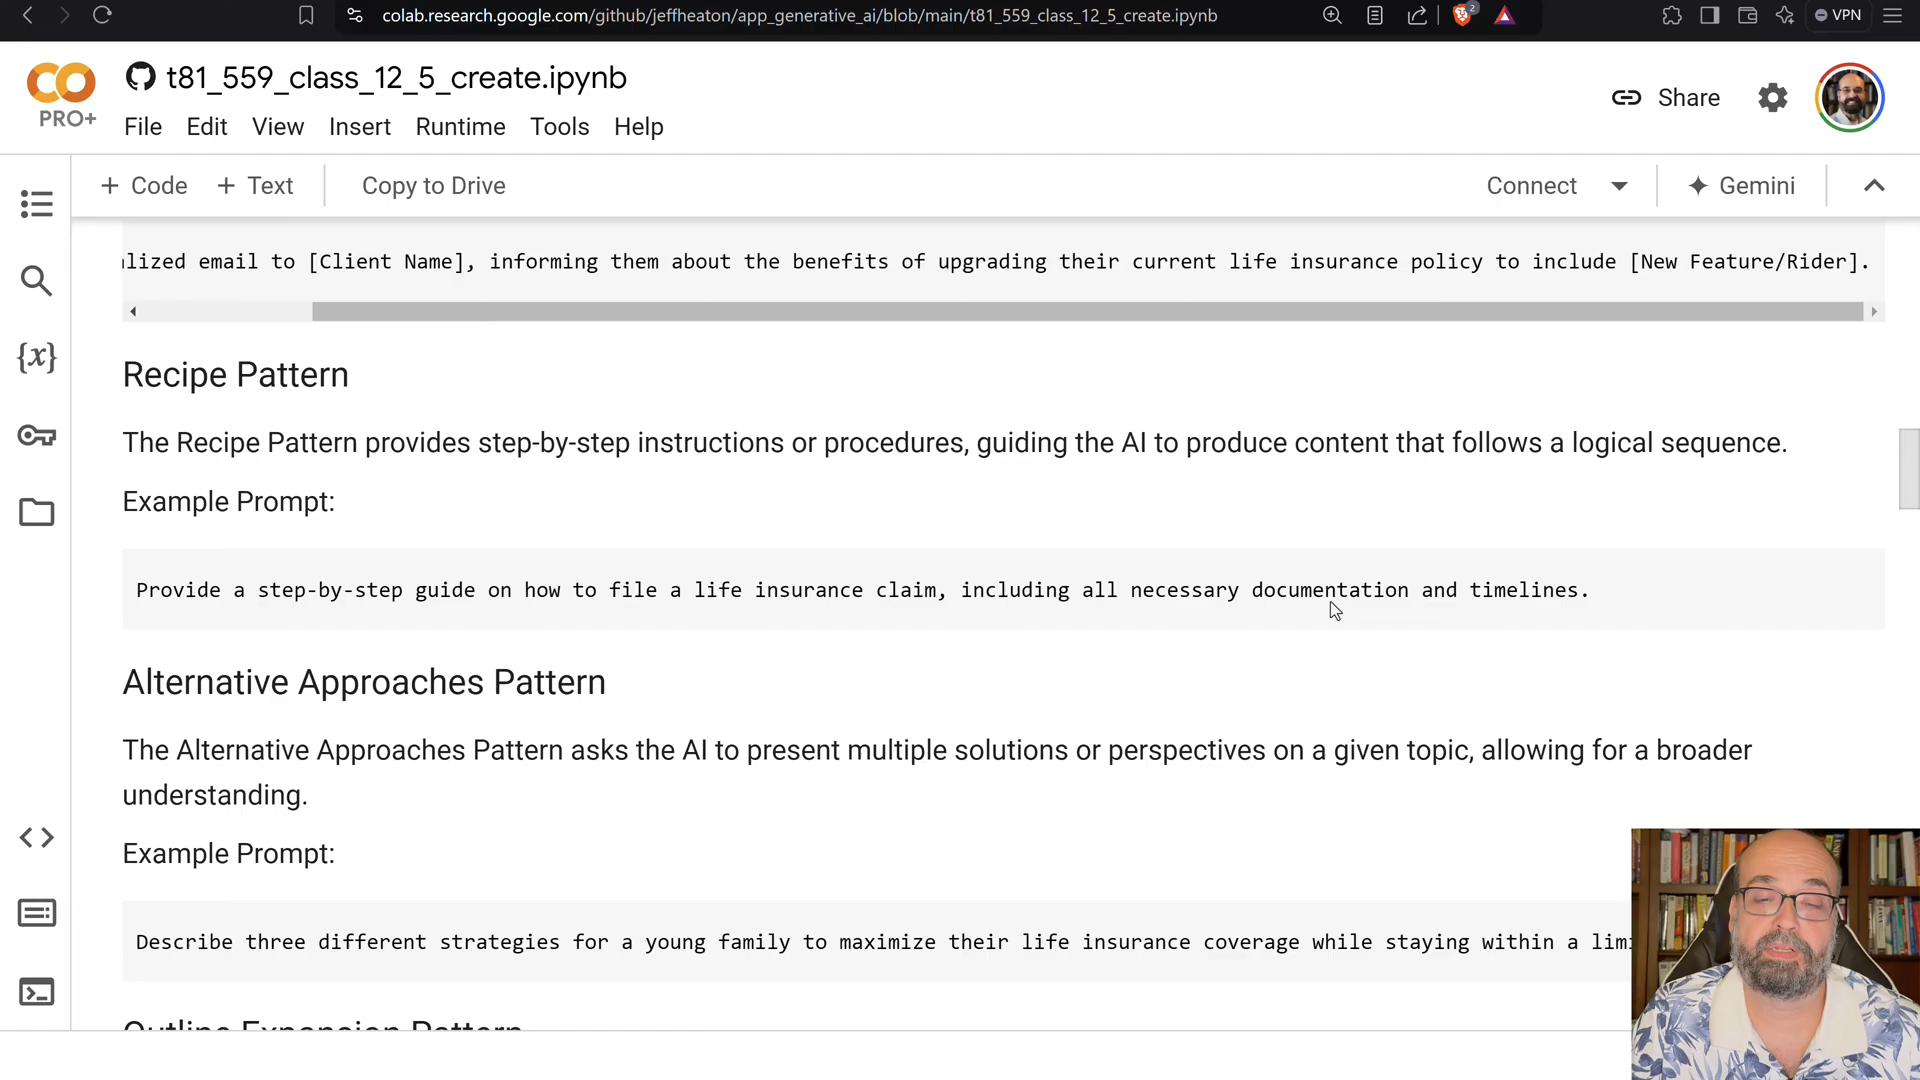 colab.research.google.com/github/jeffheaton/app_generative_ai/blob/main/t81_559_class_12_5_create.ipynb
2
VPN
CO
PRO+
t81_559_class_12_5_create.ipynb
Share
File Edit View Insert Runtime Tools Help
+ Code + Text Copy to Drive Connect Gemini
email to [Client Name], informing them about the benefits of upgrading their current life insurance policy to include [New Feature/Rider].
{x}
Recipe Pattern
The Recipe Pattern provides step-by-step instructions or procedures, guiding the AI to produce content that follows a logical sequence.
Example Prompt:
Provide a step-by-step guide on how to file a life insurance claim, including all necessary documentation and timelines.
Alternative Approaches Pattern
The Alternative Approaches Pattern asks the AI to present multiple solutions or perspectives on a given topic, allowing for a broader
understanding.
Example Prompt:
Describe three different strategies for a young family to maximize their life insurance coverage while staying within a
Outline Expansion Pattern